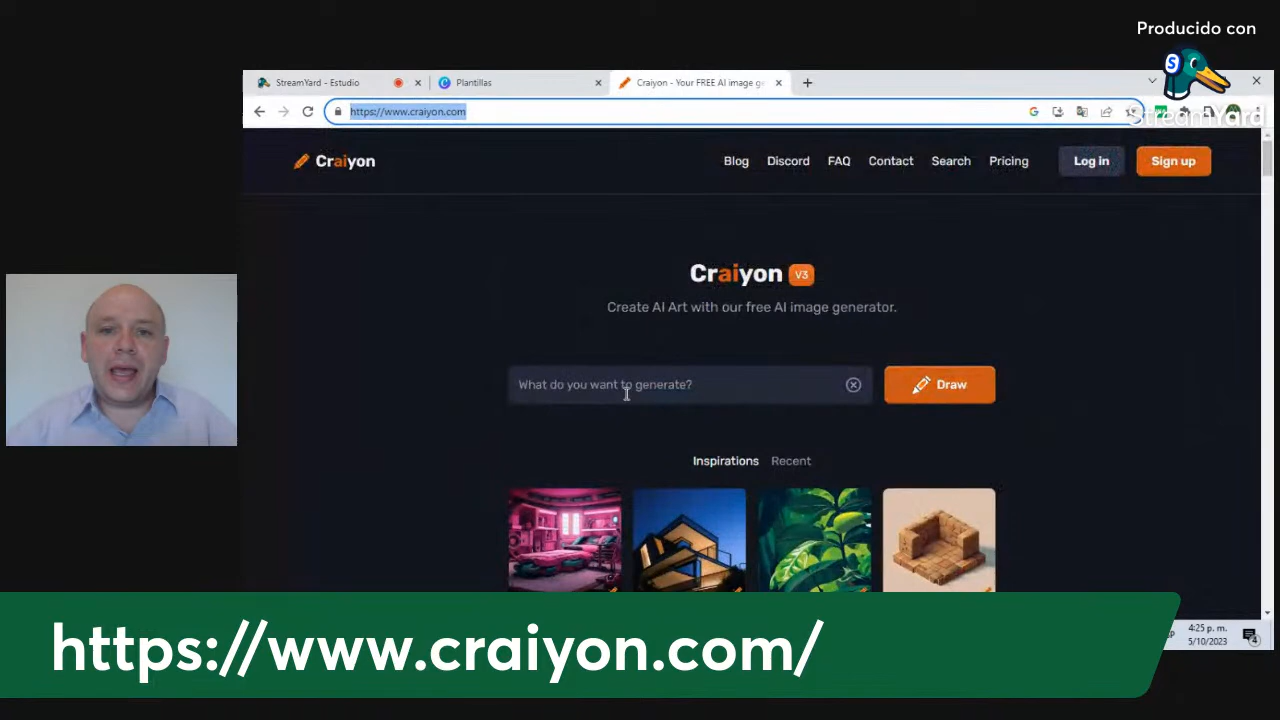 Producido con
StreamYard
StreamYard - Estudio
Plantillas
Craiyon - Your FREE AI image g
https://www.craiyon.com
Craiyon
Blog
Discord
FAQ
Contact
Search
Pricing
Log in
Sign up
Craiyon V3
Create AI Art with our free AI image generator.
What do you want to generate?
Draw
Inspirations
Recent
4:25 p. m.
5/10/2023
4
https://www.craiyon.com/